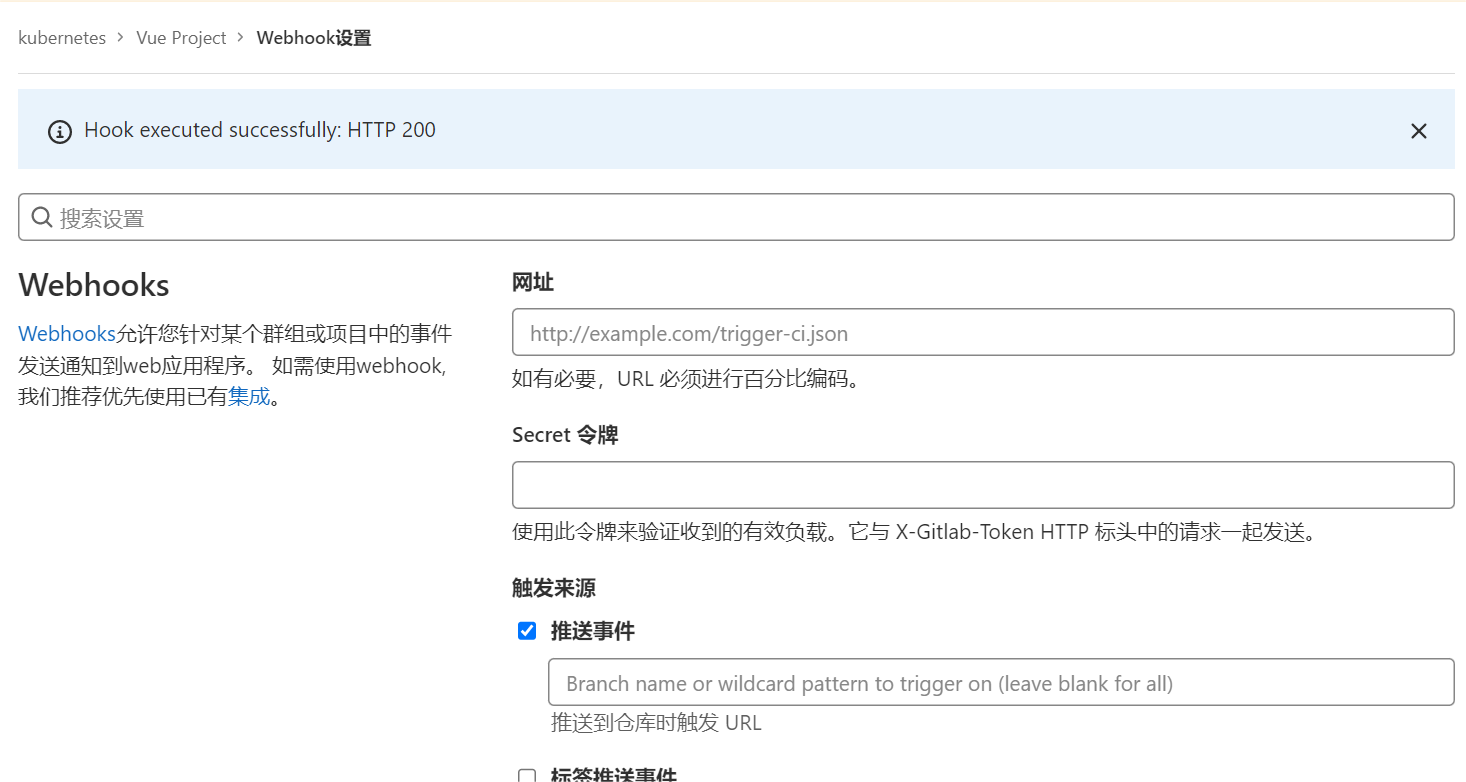 kubernetes > Vue Project > Webhook设置
Hook executed successfully: HTTP 200
搜索设置
Webhooks
Webhooks允许您针对某个群组或项目中的事件
发送通知到web应用程序。 如需使用webhook,
我们推荐优先使用已有集成。
网址
http://example.com/trigger-ci.json
如有必要，URL 必须进行百分比编码。
Secret 令牌
使用此令牌来验证收到的有效负载。它与 X-Gitlab-Token HTTP 标头中的请求一起发送。
触发来源
推送事件
Branch name or wildcard pattern to trigger on (leave blank for all)
推送到仓库时触发 URL
标签推送事件